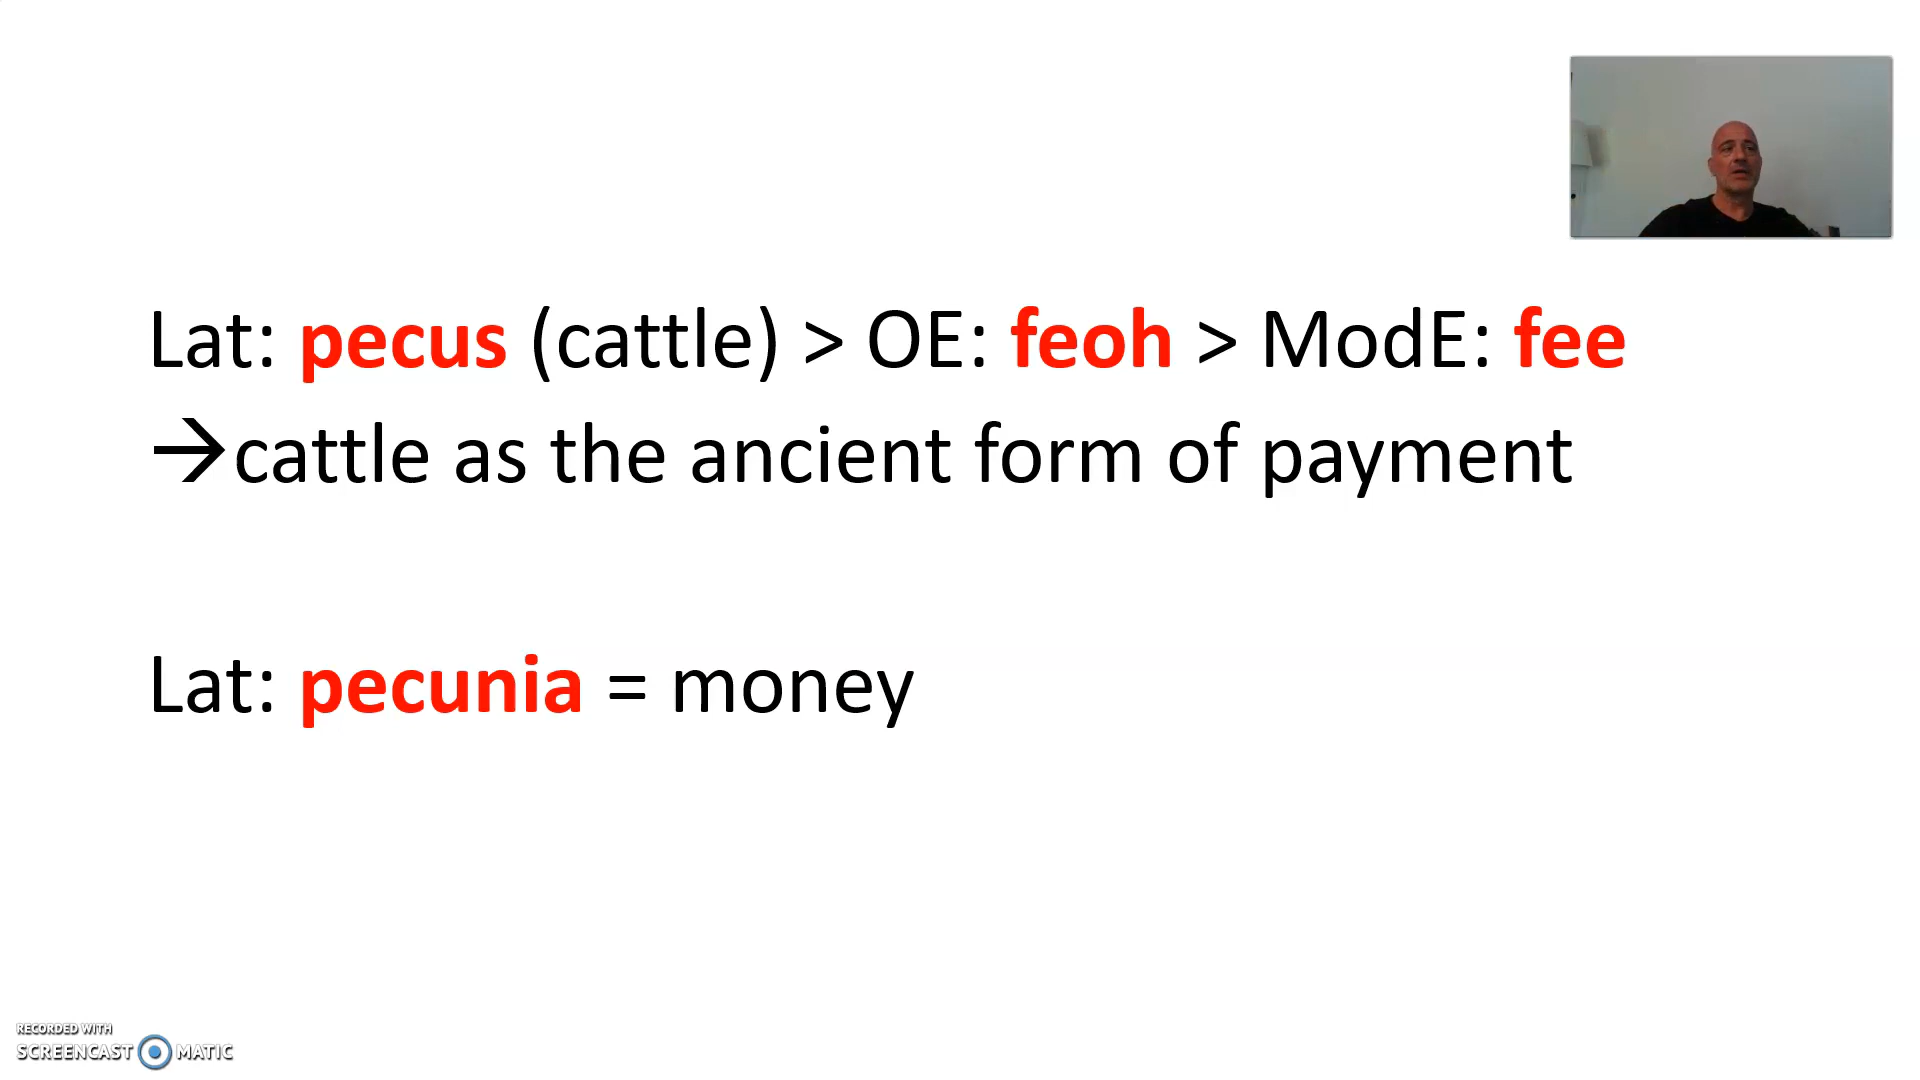 Lat: pecus (cattle) > OE: feoh > ModE: fee
→cattle as the ancient form of payment
Lat: pecunia = money
RECORDED WITH
SCREENCAST MATIC